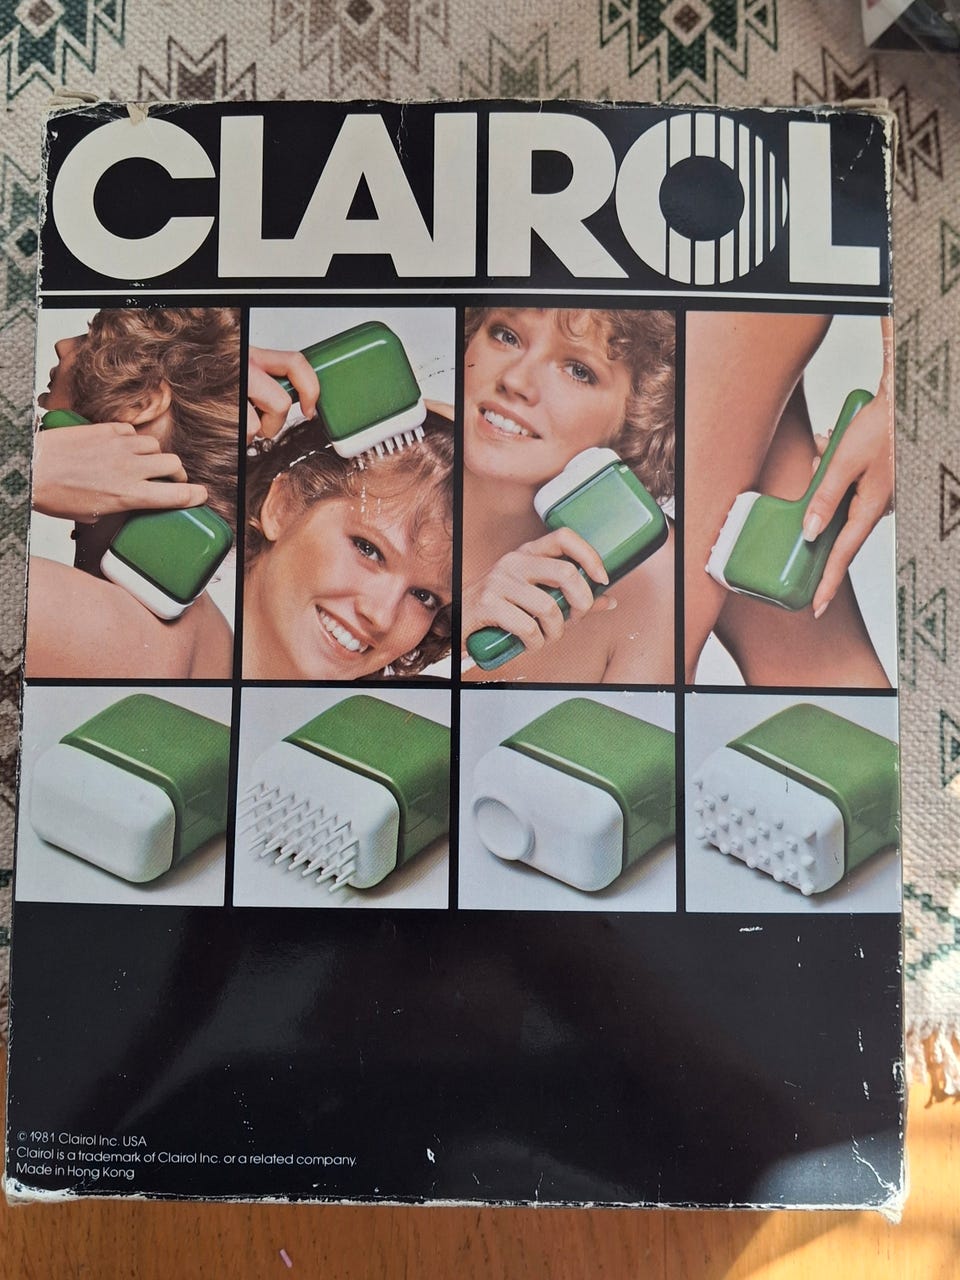 CLAIROL
© 1981 Clairol Inc. USA
Clairol is a trademark of Clairol Inc. or a related company.
Made in Hong Kong